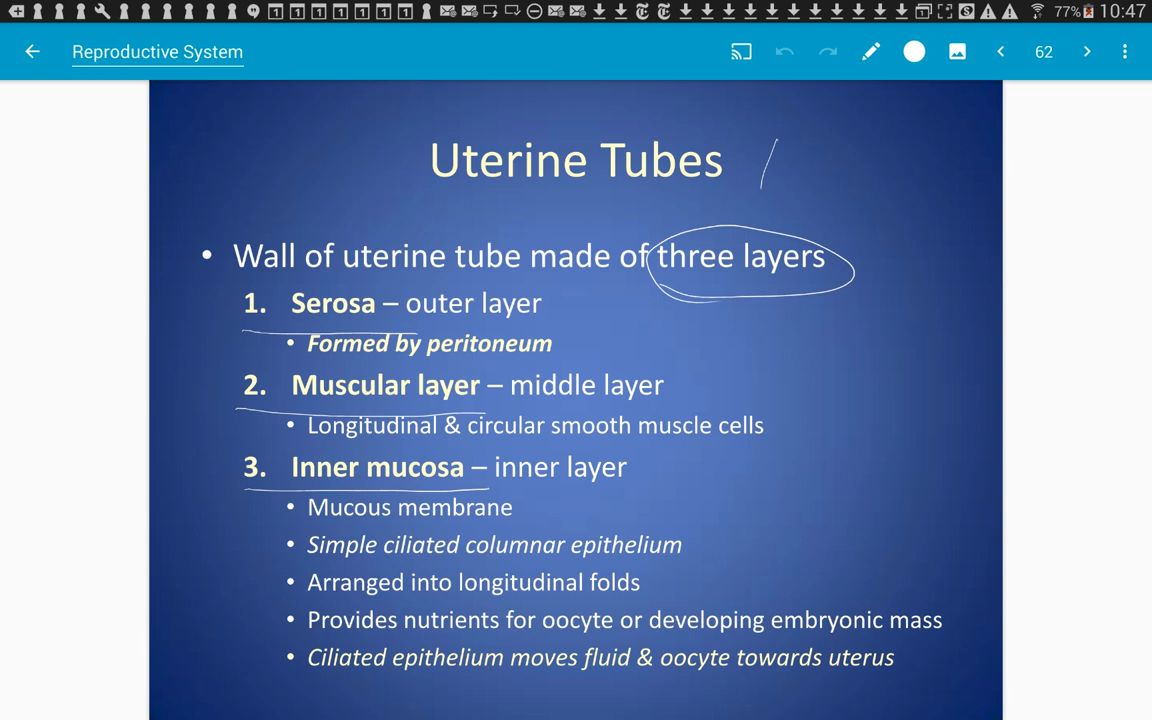 77% 10:47
Reproductive System 62
Uterine Tubes
• Wall of uterine tube made of three layers
1. Serosa – outer layer
• Formed by peritoneum
2. Muscular layer – middle layer
• Longitudinal & circular smooth muscle cells
3. Inner mucosa – inner layer
• Mucous membrane
• Simple ciliated columnar epithelium
• Arranged into longitudinal folds
• Provides nutrients for oocyte or developing embryonic mass
• Ciliated epithelium moves fluid & oocyte towards uterus